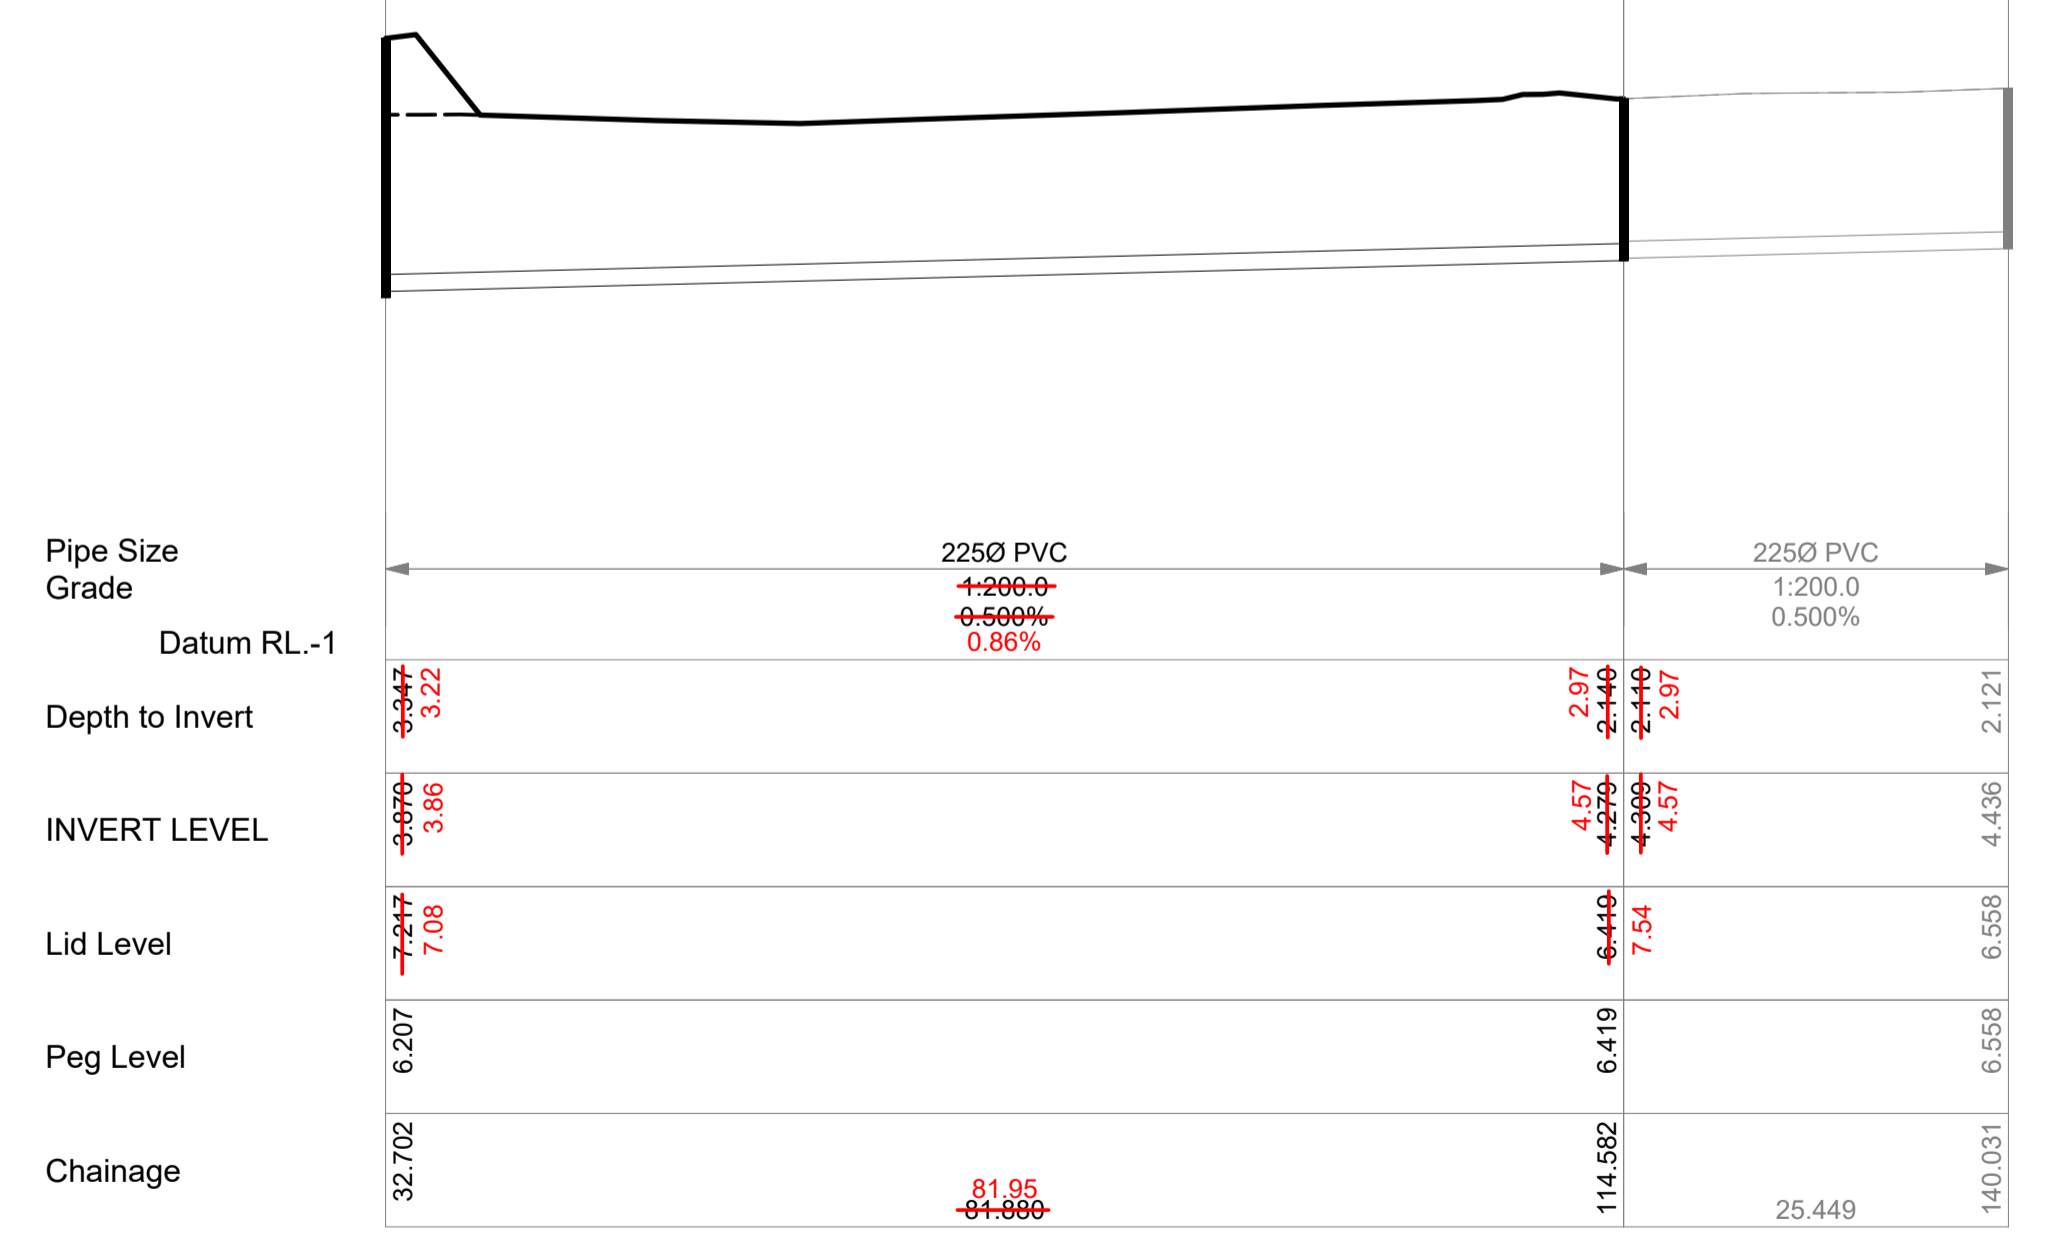 Pipe Size 225Ø PVC 225Ø PVC
Grade 1:200.0 1:200.0
0.500% 0.500%
Datum RL.-1 0.86%
Depth to Invert 3.347 3.22 2.97 2.140 2.110 2.97 2.121
INVERT LEVEL 3.870 3.86 4.57 4.279 4.309 4.57 4.436
Lid Level 7.217 7.08 6.419 7.54 6.558
Peg Level 6.207 6.419 6.558
Chainage 32.702 114.582 140.031
81.95
81.880 25.449